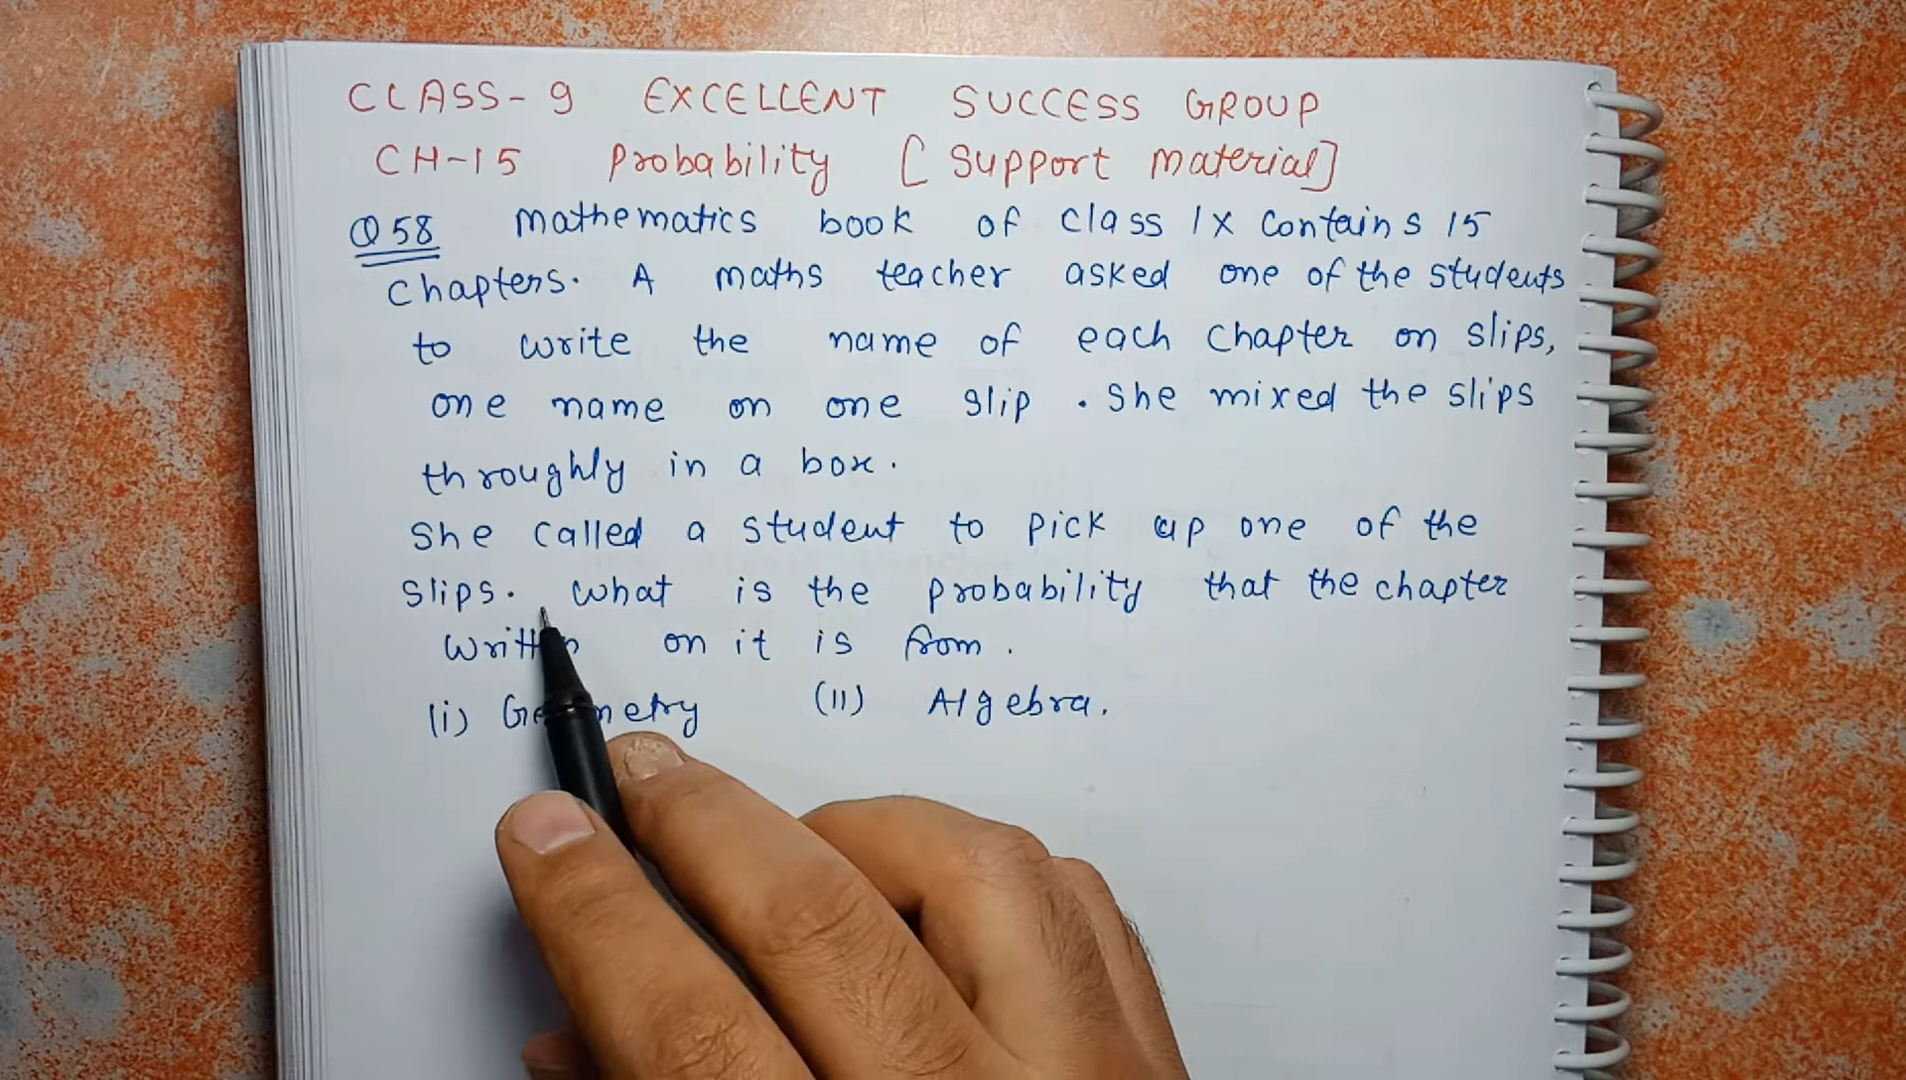 CLASS-9 EXCELLENT SUCCESS GROUP
CH-15 Probability [Support Material]
Q58 Mathematics book of class IX contains 15
chapters. A maths teacher asked one of the students
to write the name of each chapter on slips,
one name on one slip. She mixed the slips
throughly in a box.
She called a student to pick up one of the
slips. What is the probability that the chapter
written on it is from.
(i) Geometry (II) Algebra.